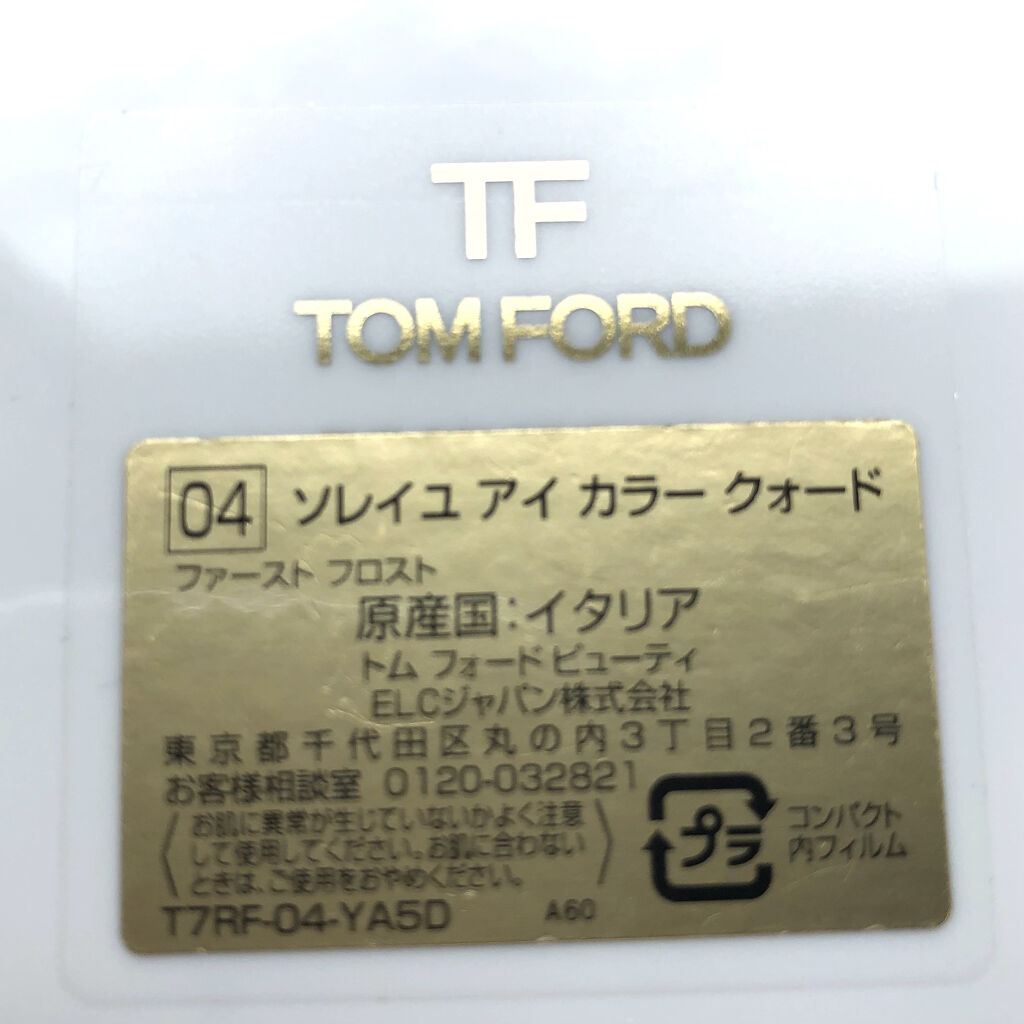 TF
TOM FORD
04 ソレイユ アイ カラー クォード
ファースト フロスト
原産国:イタリア
トム フォード ビューティ
ELCジャパン株式会社
東京都千代田区丸の内3丁目2番3号
お客様相談室 0120-032821
お肌に異常が生じていないかよく注意
して使用してください。お肌に合わない
ときは、ご使用をおやめください。
プラ
コンパクト
内フィルム
T7RF-04-YA5D A60